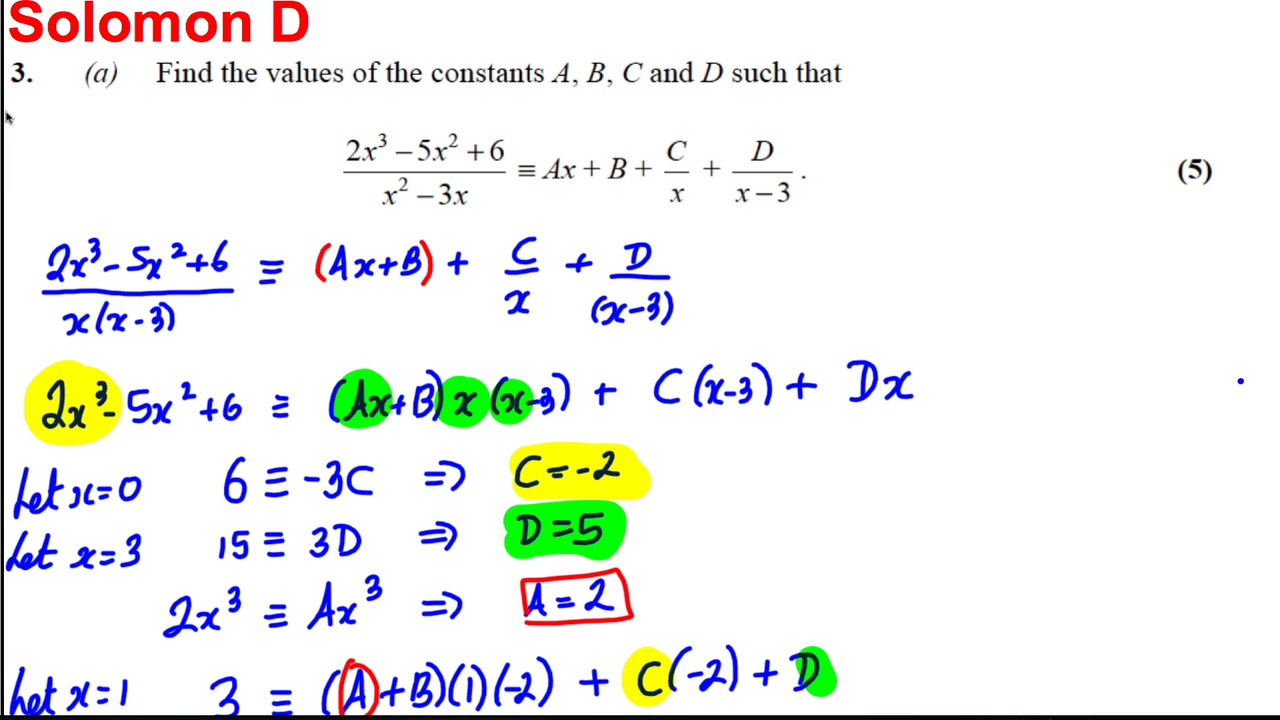 Solomon D
3. (a) Find the values of the constants A, B, C and D such that
(2x³ – 5x² + 6)/(x² – 3x) ≡ Ax + B + C/x + D/(x – 3) . (5)
(2x³ - 5x² + 6)/(x(x-3)) ≡ (Ax+B) + C/x + D/(x-3)
2x³ - 5x² + 6 ≡ (Ax+B)x(x-3) + C(x-3) + Dx
Let x=0 6 ≡ -3C ⇒ C=-2
Let x=3 15 ≡ 3D ⇒ D=5
2x³ ≡ Ax³ ⇒ A=2
Let x=1 3 ≡ (A+B)(1)(-2) + C(-2) + D